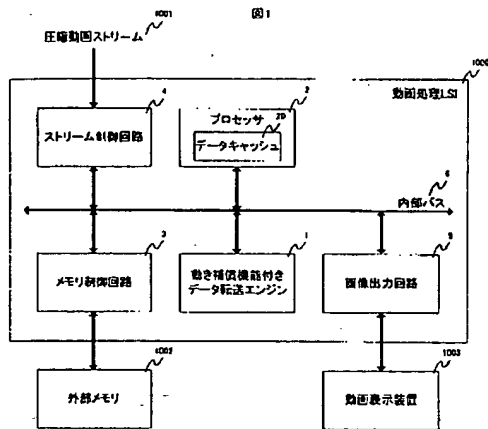 図1
1001
圧縮動画ストリーム
1000
動画処理LSI
4
ストリーム制御回路
2
プロセッサ
20
データキャッシュ
6
内部バス
3
メモリ制御回路
1
動き補償機能付き
データ転送エンジン
画像出力回路
1002
外部メモリ
1003
動画表示装置